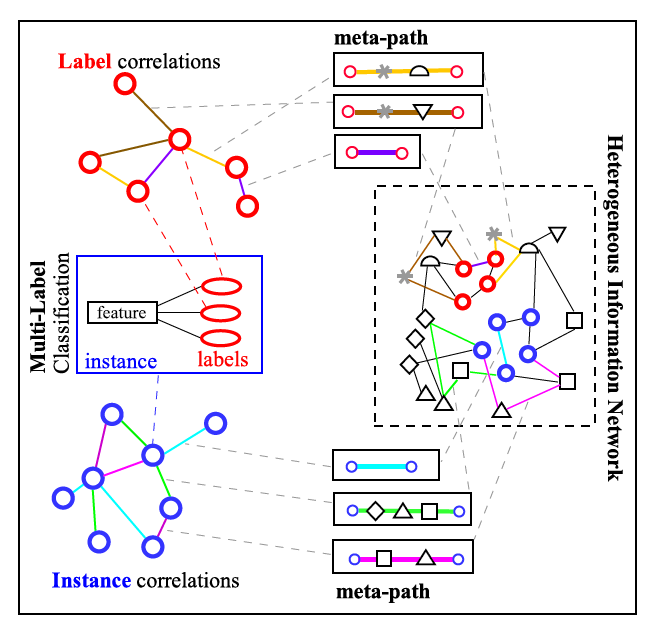 meta-path
Label correlations
Heterogeneous Information Network
Multi-Label
Classification
feature
instance
labels
Instance correlations
meta-path